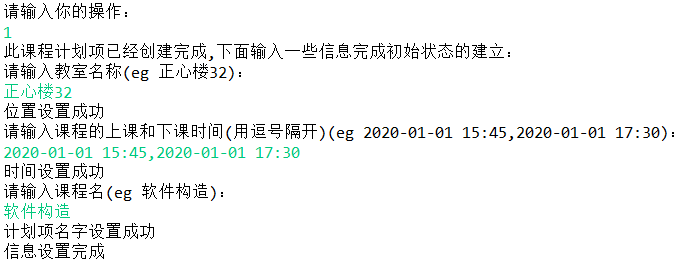 请输入你的操作：
1
此课程计划项已经创建完成,下面输入一些信息完成初始状态的建立：
请输入教室名称(eg 正心楼32)：
正心楼32
位置设置成功
请输入课程的上课和下课时间(用逗号隔开)(eg 2020-01-01 15:45,2020-01-01 17:30)：
2020-01-01 15:45,2020-01-01 17:30
时间设置成功
请输入课程名(eg 软件构造)：
软件构造
计划项名字设置成功
信息设置完成